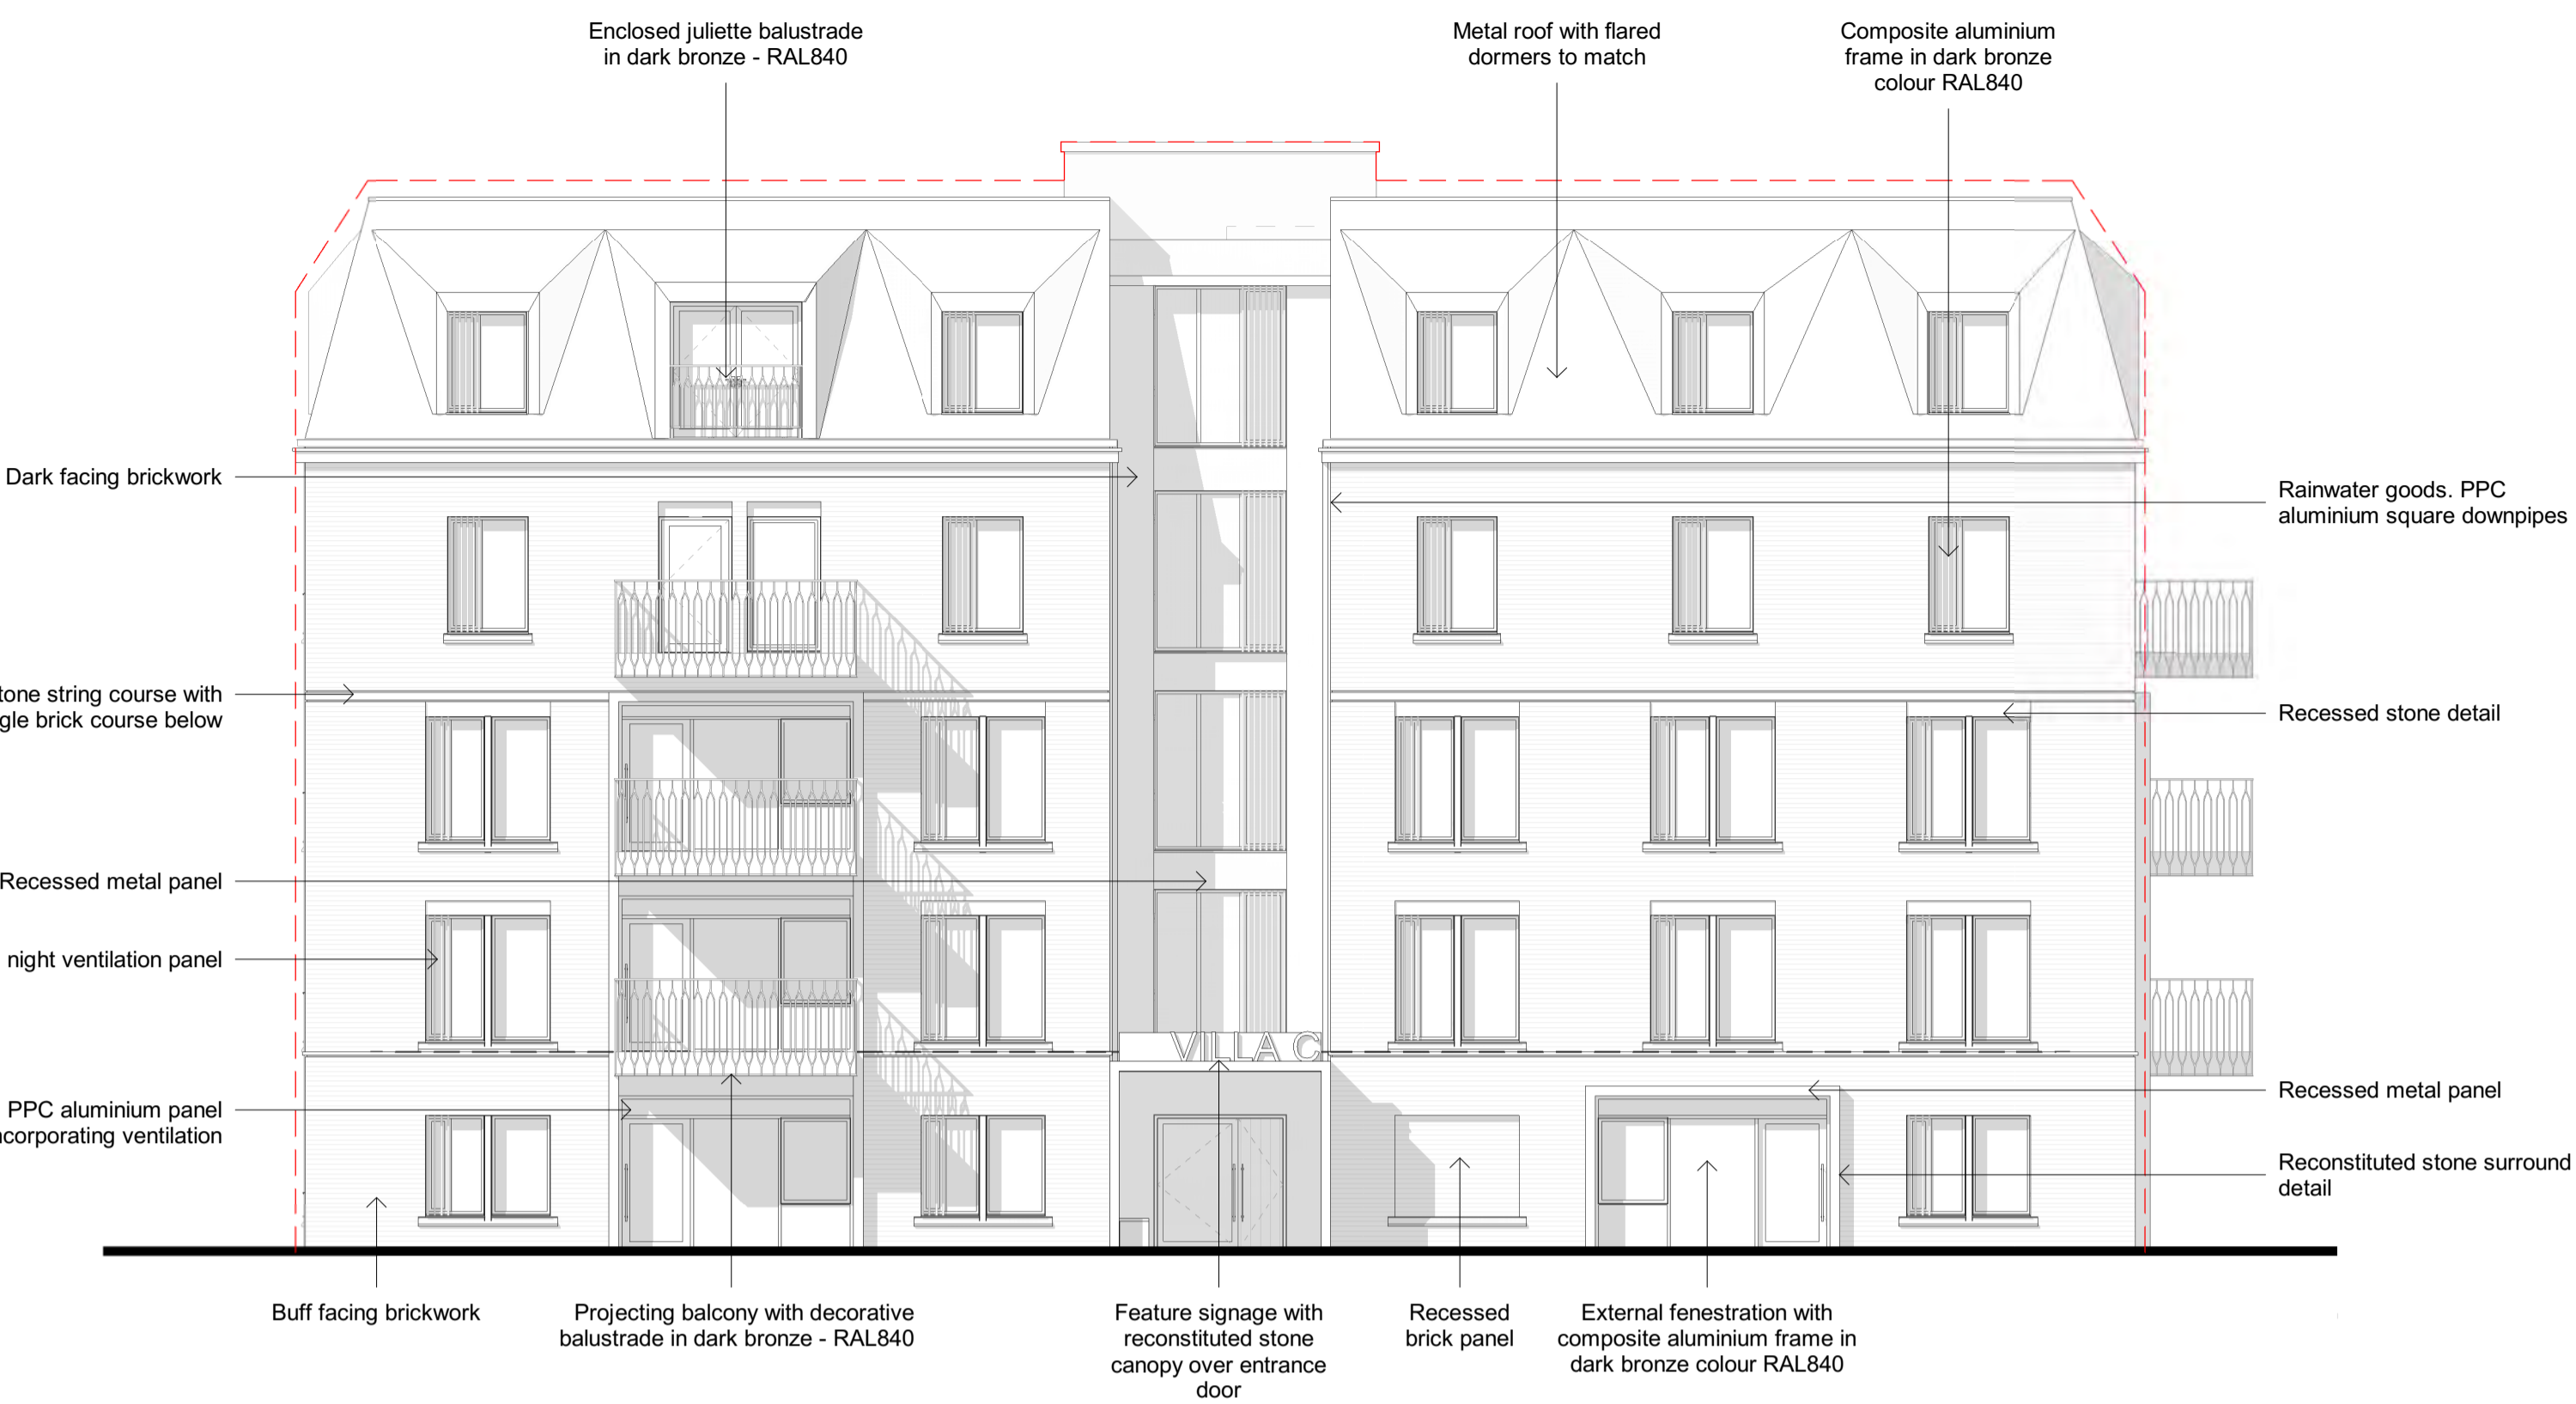 Enclosed juliette balustrade
in dark bronze - RAL840
Metal roof with flared
dormers to match
Composite aluminium
frame in dark bronze
colour RAL840
Dark facing brickwork
Rainwater goods. PPC
aluminium square downpipes
tone string course with
gle brick course below
Recessed stone detail
Recessed metal panel
night ventilation panel
VILLA C
PPC aluminium panel
ncorporating ventilation
Recessed metal panel
Reconstituted stone surround
detail
Buff facing brickwork
Projecting balcony with decorative
balustrade in dark bronze - RAL840
Feature signage with
reconstituted stone
canopy over entrance
door
Recessed
brick panel
External fenestration with
composite aluminium frame in
dark bronze colour RAL840